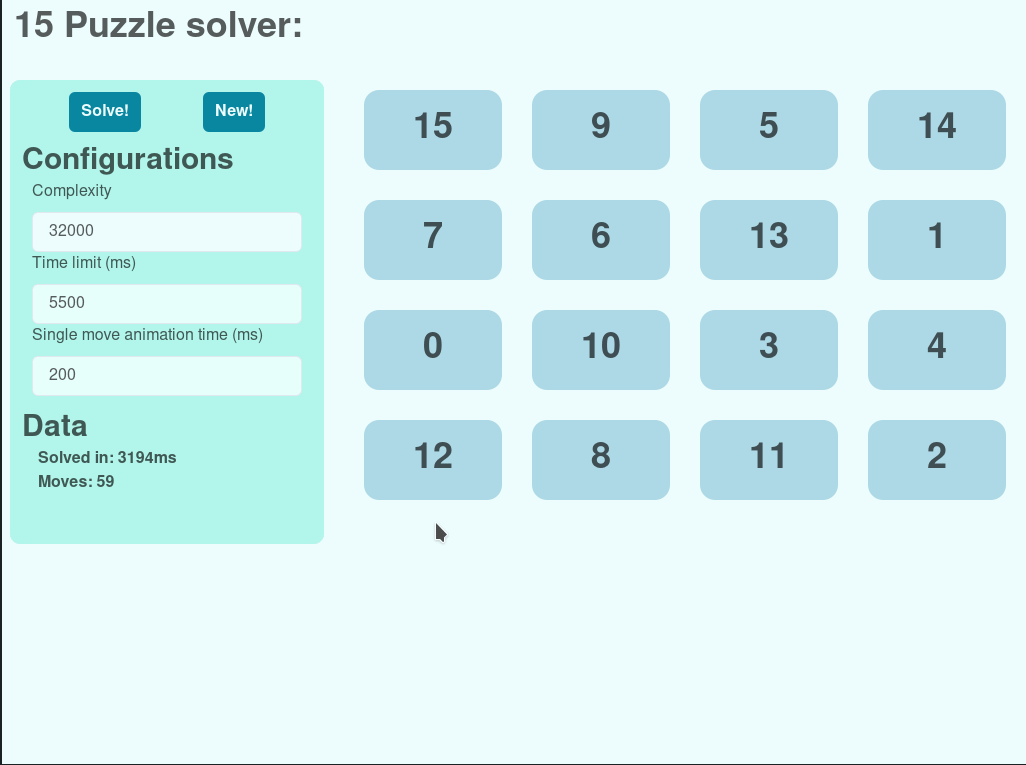 15 Puzzle solver:
Solve! New!
Configurations
Complexity
32000
Time limit (ms)
5500
Single move animation time (ms)
200
Data
Solved in: 3194ms
Moves: 59
15 9 5 14
7 6 13 1
0 10 3 4
12 8 11 2